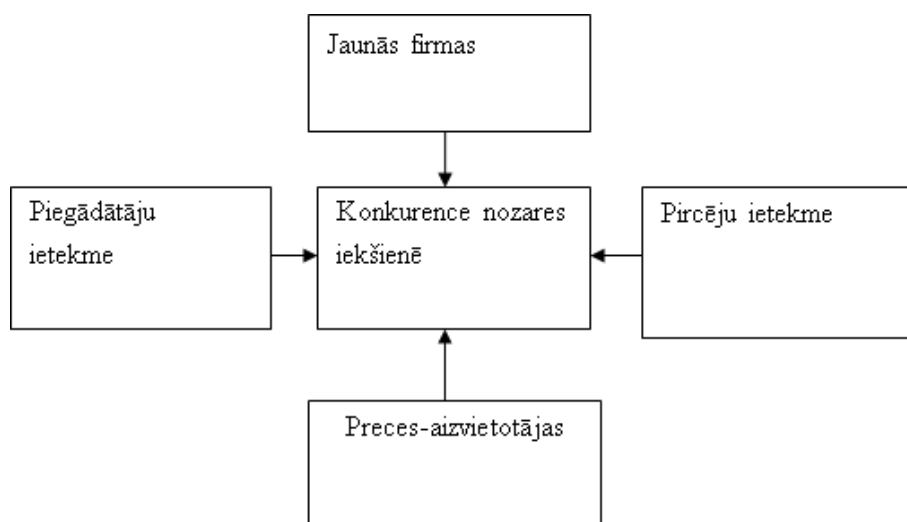 Jaunās firmas
Piegādātāju
ietekme
Konkurence nozares
iekšienē
Pircēju ietekme
Preces-aizvietotājas